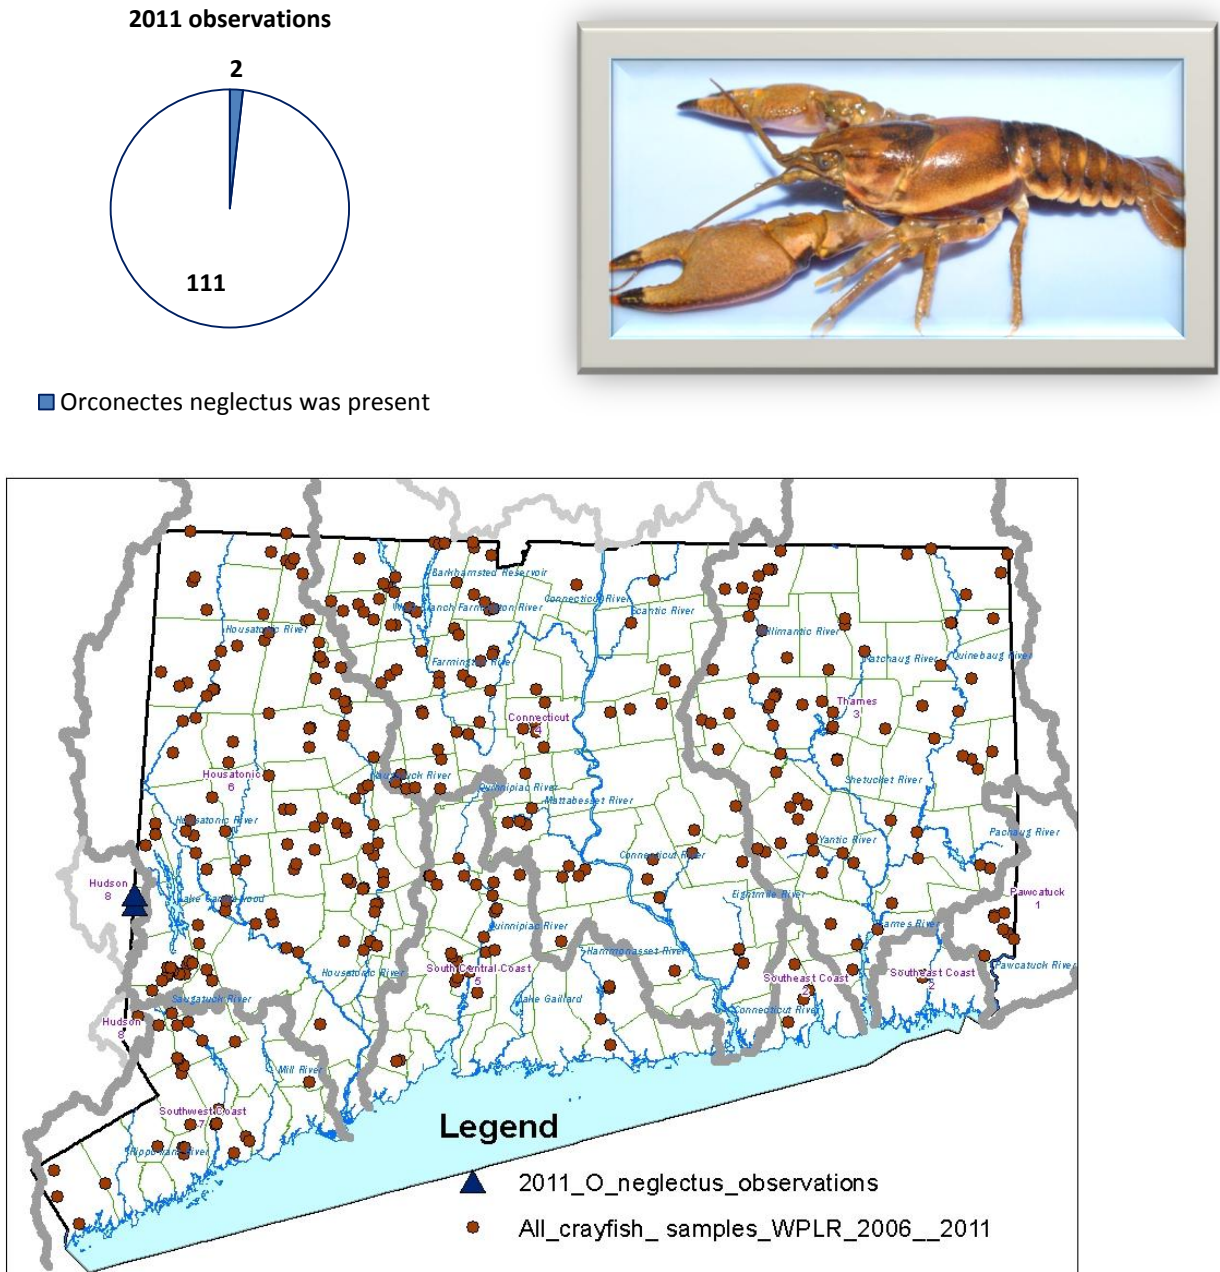 2011 observations
2
111
Orconectes neglectus was present
Barkhamsted Reservoir
Connecticut River
Scantic River
Housatonic River
Farmington River
Natchaug River
Quinebaug River
Thames
3
Connecticut
4
Housatonic
6
Naugatuck River
Quinnipiac River
Shetucket River
Mattabesset River
Housatonic River
Yantic River
Pachaug River
Connecticut River
Hudson
8
Eightmile River
Pawcatuck
1
Quinnipiac River
Hammonasset River
Housatonic River
South Central Coast
5
Southeast Coast
2
Southeast Coast
2
Pawcatuck River
Saugatuck River
Lake Gaillard
Connecticut River
Hudson
8
Mill River
Southwest Coast
7
Legend
2011_O_neglectus_observations
All_crayfish_ samples_WPLR_2006__2011